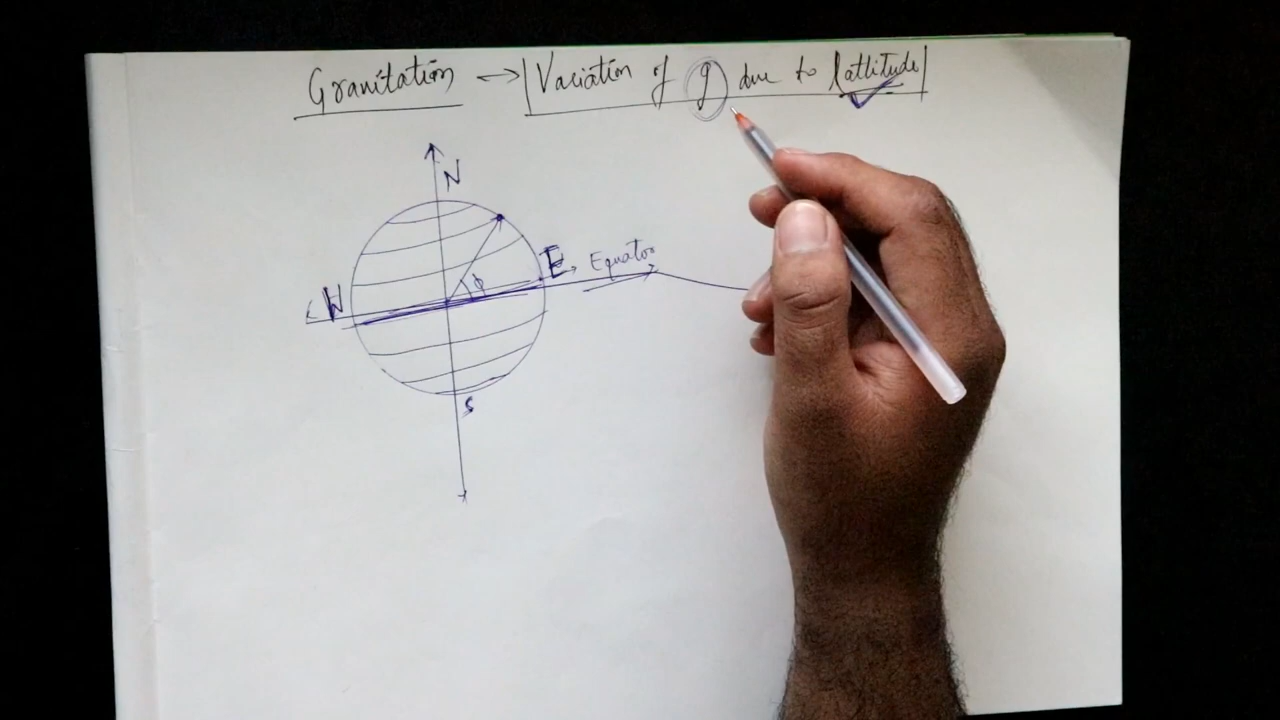 Gravitation → Variation of g due to lattitude
N
E
Equator
W
ϕ
S